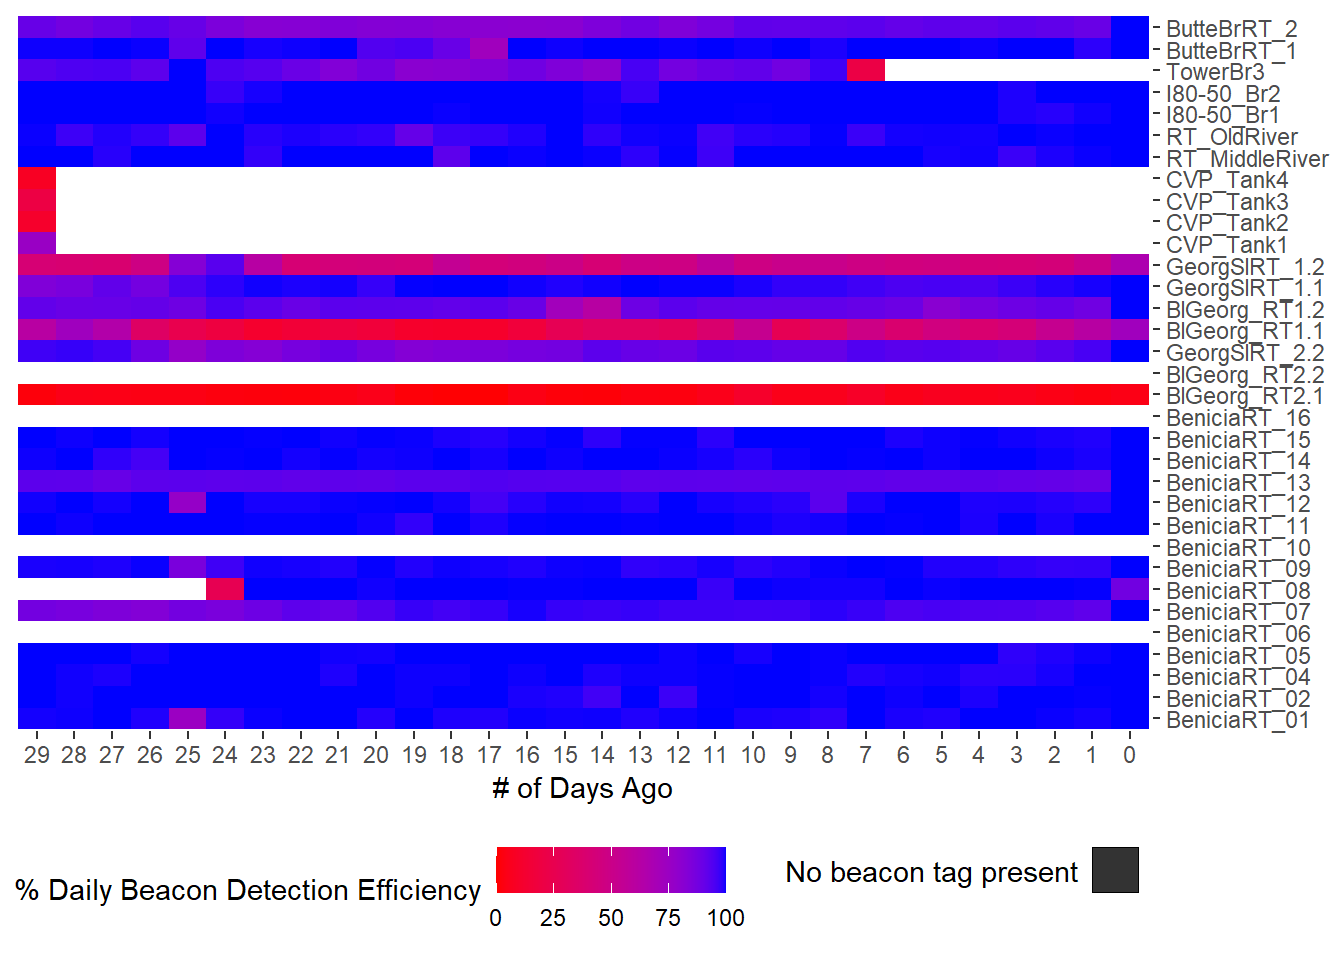 ButteBrRT_2
ButteBrRT_1
TowerBr3
I80-50_Br2
I80-50_Br1
RT_OldRiver
RT_MiddleRiver
CVP_Tank4
CVP_Tank3
CVP_Tank2
CVP_Tank1
GeorgSlRT_1.2
GeorgSlRT_1.1
BlGeorg_RT1.2
BlGeorg_RT1.1
GeorgSlRT_2.2
BlGeorg_RT2.2
BlGeorg_RT2.1
BeniciaRT_16
BeniciaRT_15
BeniciaRT_14
BeniciaRT_13
BeniciaRT_12
BeniciaRT_11
BeniciaRT_10
BeniciaRT_09
BeniciaRT_08
BeniciaRT_07
BeniciaRT_06
BeniciaRT_05
BeniciaRT_04
BeniciaRT_02
BeniciaRT_01
29 28 27 26 25 24 23 22 21 20 19 18 17 16 15 14 13 12 11 10 9 8 7 6 5 4 3 2 1 0
# of Days Ago
% Daily Beacon Detection Efficiency
0 25 50 75 100
No beacon tag present